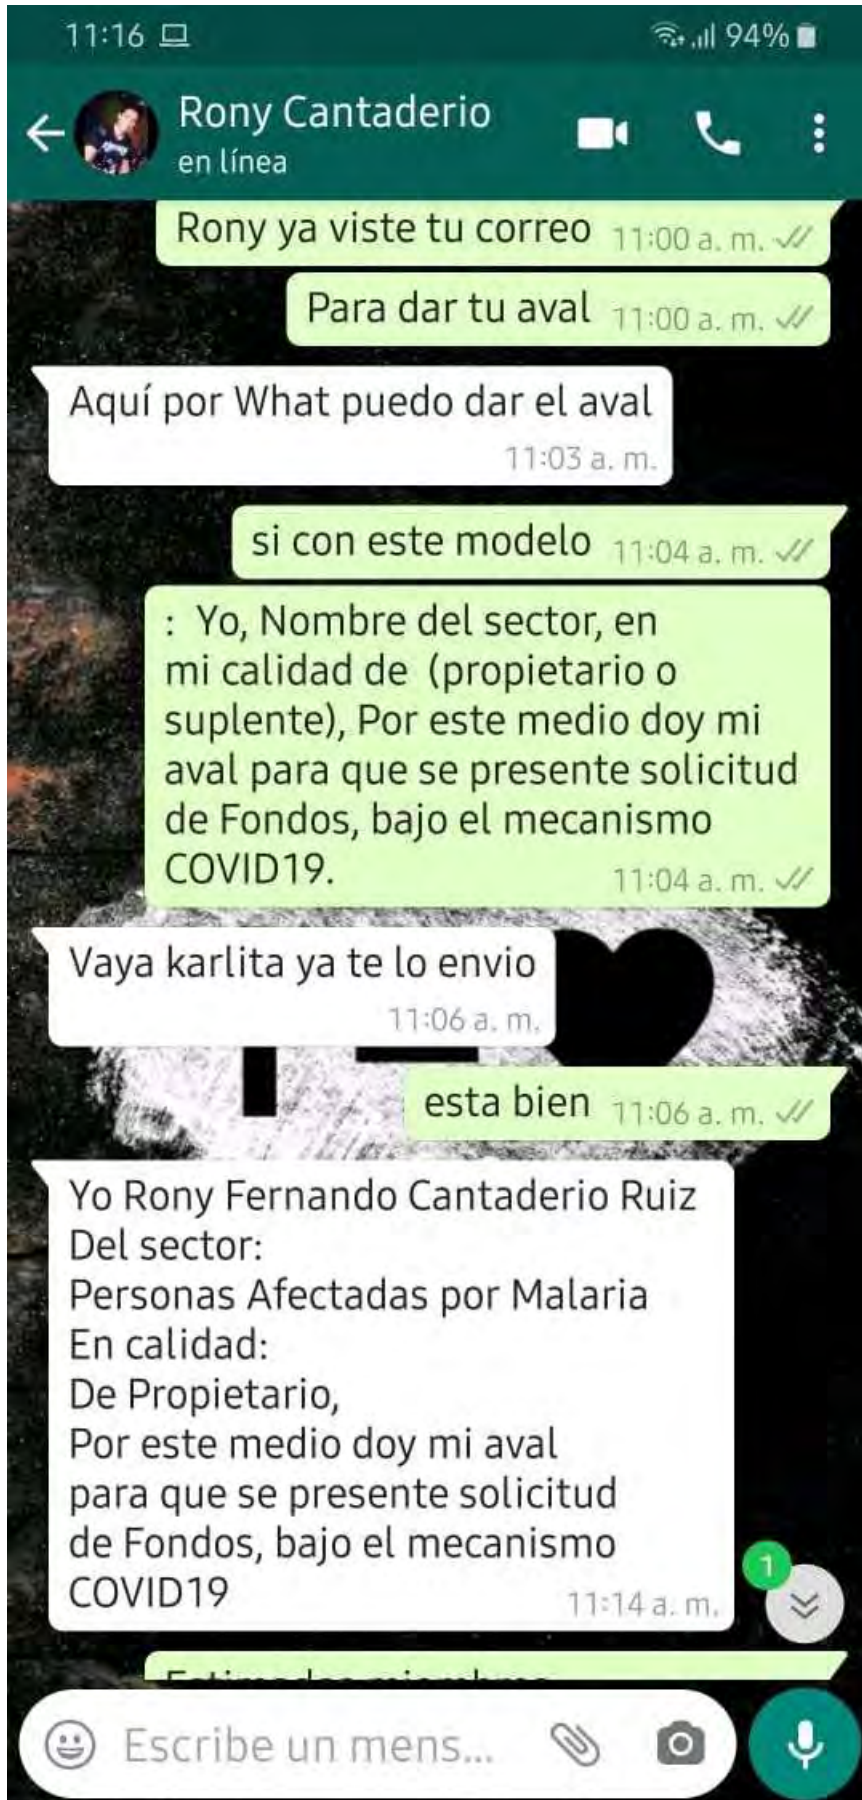 11:16 94%
Rony Cantaderio
en línea
Rony ya viste tu correo 11:00 a. m.
Para dar tu aval 11:00 a. m.
Aquí por What puedo dar el aval
11:03 a. m.
si con este modelo 11:04 a. m.
: Yo, Nombre del sector, en
mi calidad de (propietario o
suplente), Por este medio doy mi
aval para que se presente solicitud
de Fondos, bajo el mecanismo
COVID19. 11:04 a. m.
Vaya karlita ya te lo envio
11:06 a. m.
esta bien 11:06 a. m.
Yo Rony Fernando Cantaderio Ruiz
Del sector:
Personas Afectadas por Malaria
En calidad:
De Propietario,
Por este medio doy mi aval
para que se presente solicitud
de Fondos, bajo el mecanismo
COVID19 11:14 a. m.
1
Escribe un mens...